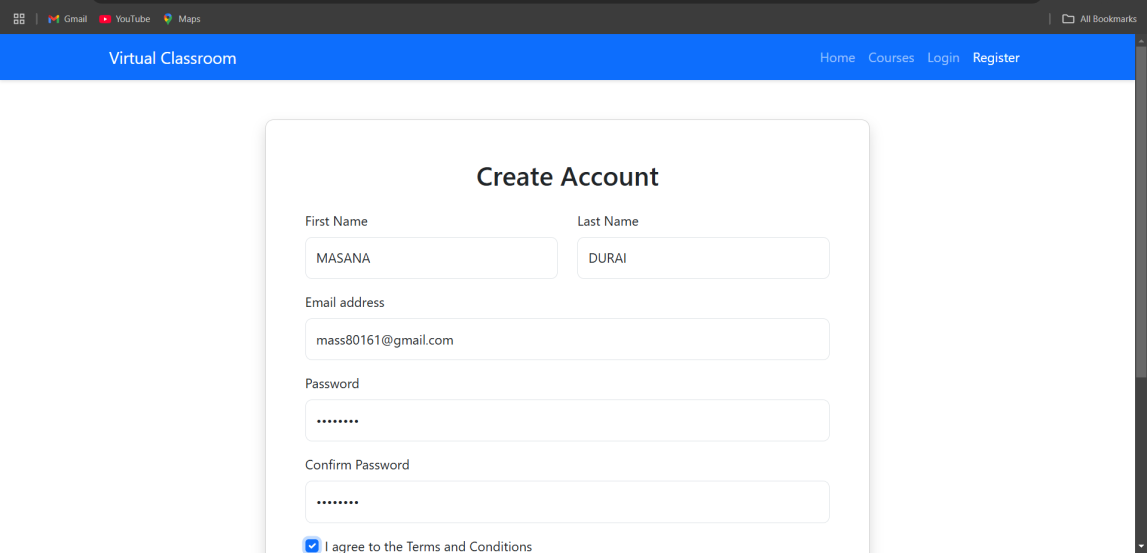 Gmail YouTube Maps All Bookmarks
Virtual Classroom Home Courses Login Register
Create Account
First Name Last Name
MASANA DURAI
Email address
mass80161@gmail.com
Password
••••••••
Confirm Password
••••••••
I agree to the Terms and Conditions